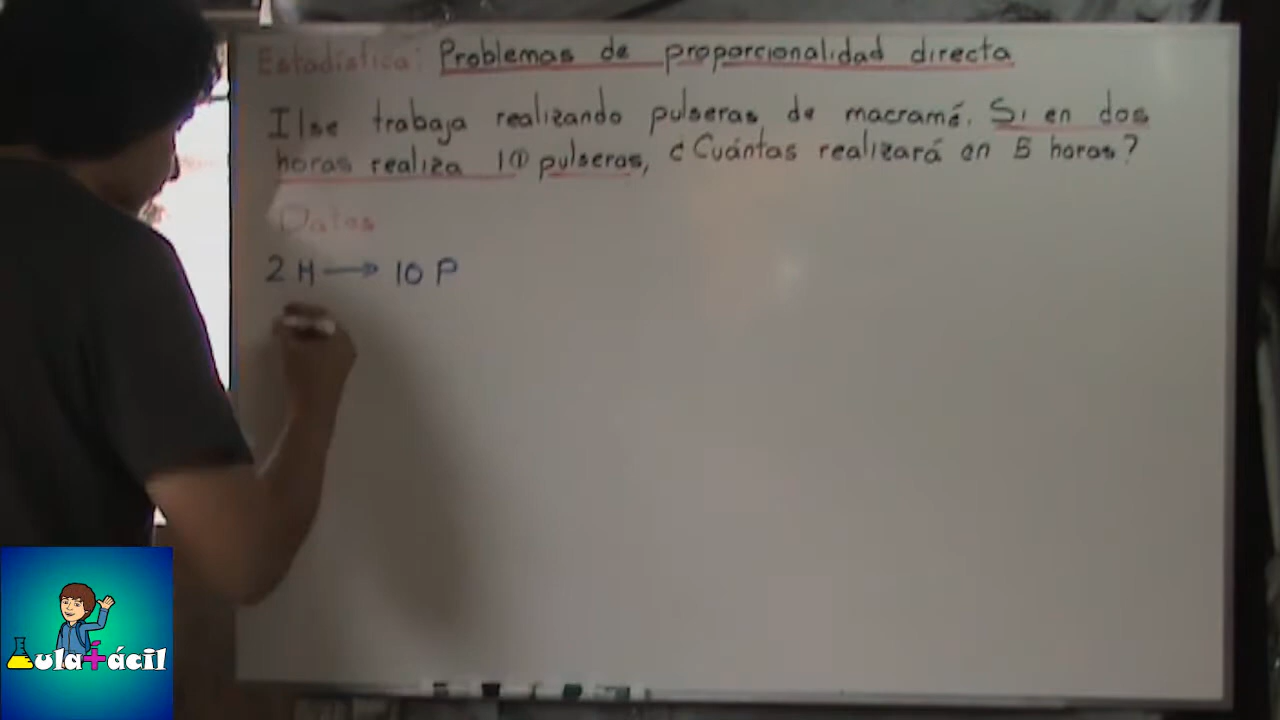 Estadística: Problemas de proporcionalidad directa
Ilse trabaja realizando pulseras de macramé. Si en dos
horas realiza 10 pulseras, ¿Cuántas realizará en 5 horas?
Datos
2 H → 10 P
Aula+ácil